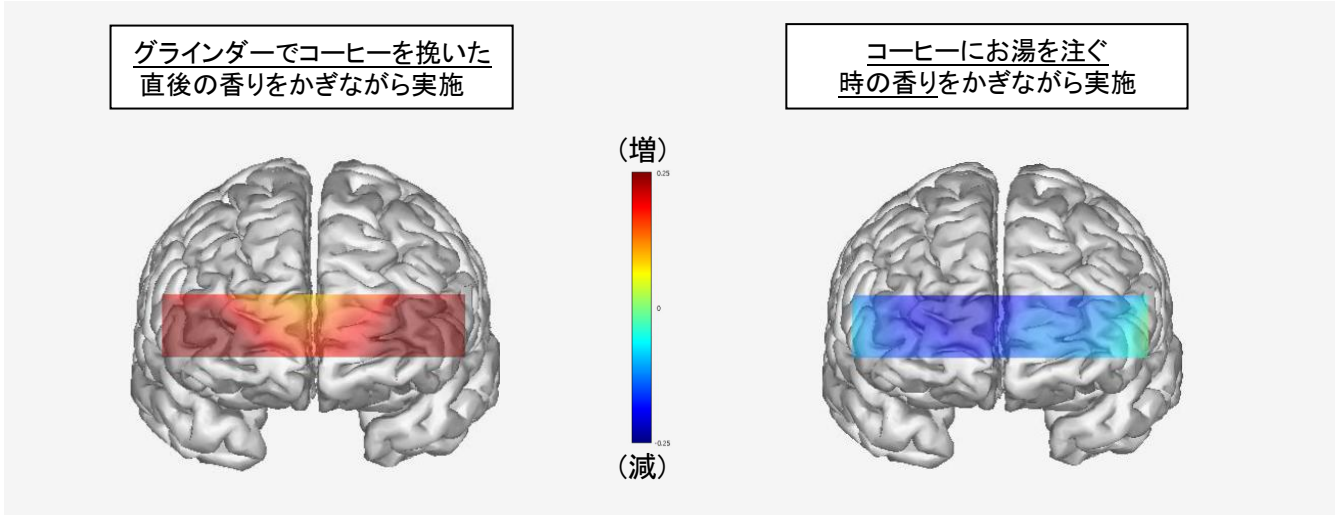 グラインダーでコーヒーを挽いた
直後の香りをかぎながら実施
コーヒーにお湯を注ぐ
時の香りをかぎながら実施
（増）
0.25
0
-0.25
（減）